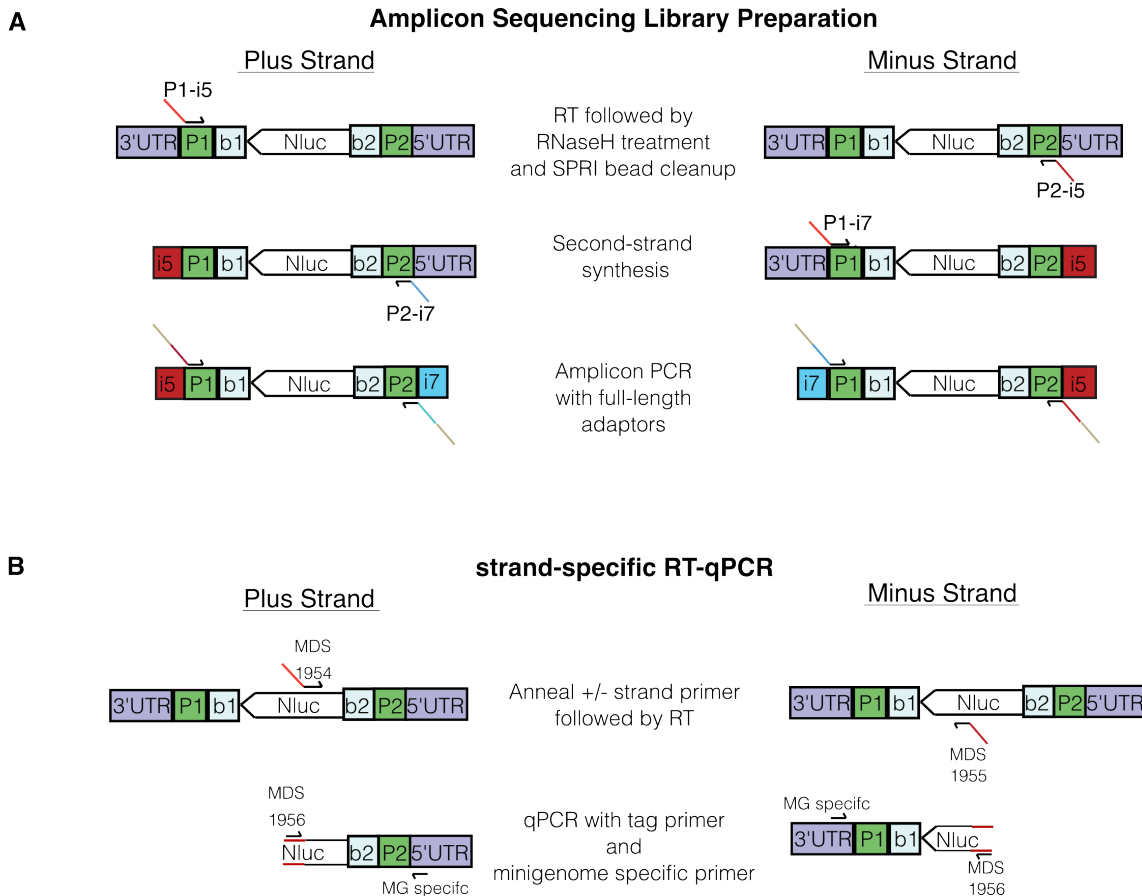 A
Amplicon Sequencing Library Preparation
Plus Strand
Minus Strand
P1-i5
3'UTR P1 b1 Nluc b2 P2 5'UTR
RT followed by
RNaseH treatment
and SPRI bead cleanup
3'UTR P1 b1 Nluc b2 P2 5'UTR
P2-i5
i5 P1 b1 Nluc b2 P2 5'UTR
P2-i7
Second-strand
synthesis
P1-i7
3'UTR P1 b1 Nluc b2 P2 i5
i5 P1 b1 Nluc b2 P2 i7
Amplicon PCR
with full-length
adaptors
i7 P1 b1 Nluc b2 P2 i5
B
strand-specific RT-qPCR
Plus Strand
Minus Strand
MDS
1954
3'UTR P1 b1 Nluc b2 P2 5'UTR
Anneal +/- strand primer
followed by RT
3'UTR P1 b1 Nluc b2 P2 5'UTR
MDS
1955
MDS
1956
Nluc b2 P2 5'UTR
MG specifc
qPCR with tag primer
and
minigenome specific primer
MG specifc
3'UTR P1 b1 Nluc
MDS
1956